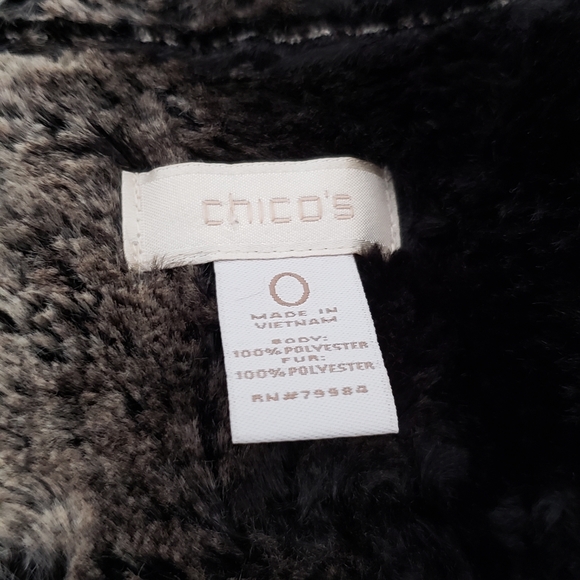 chico's
0
MADE IN
VIETNAM
BODY:
100% POLYESTER
FUR:
100% POLYESTER
RN#79984